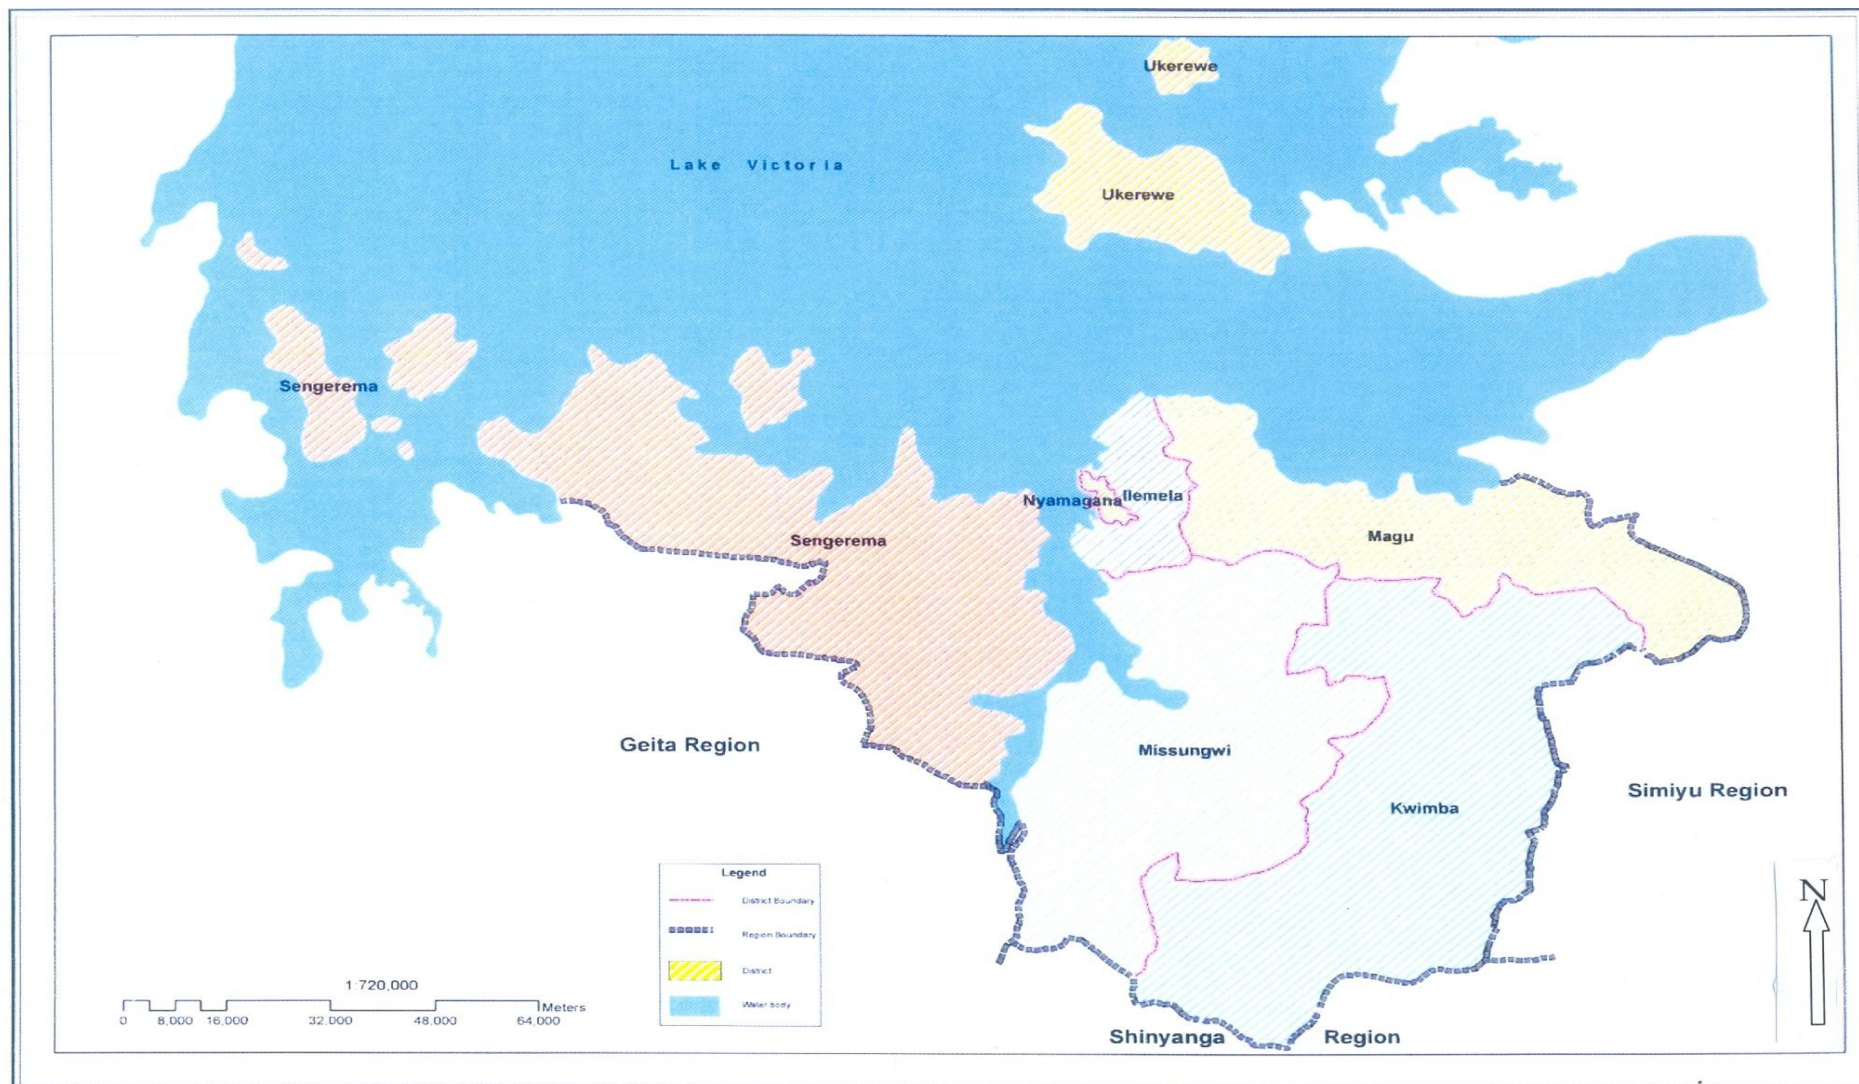 Ukerewe
Lake Victoria
Ukerewe
Sengerema
Nyamagana
Ilemela
Sengerema
Magu
Geita Region
Missungwi
Simiyu Region
Kwimba
Legend
District Boundary
Region Boundary
District
Water body
N
1:720,000
Meters
0 8,000 16,000 32,000 48,000 64,000
Shinyanga Region